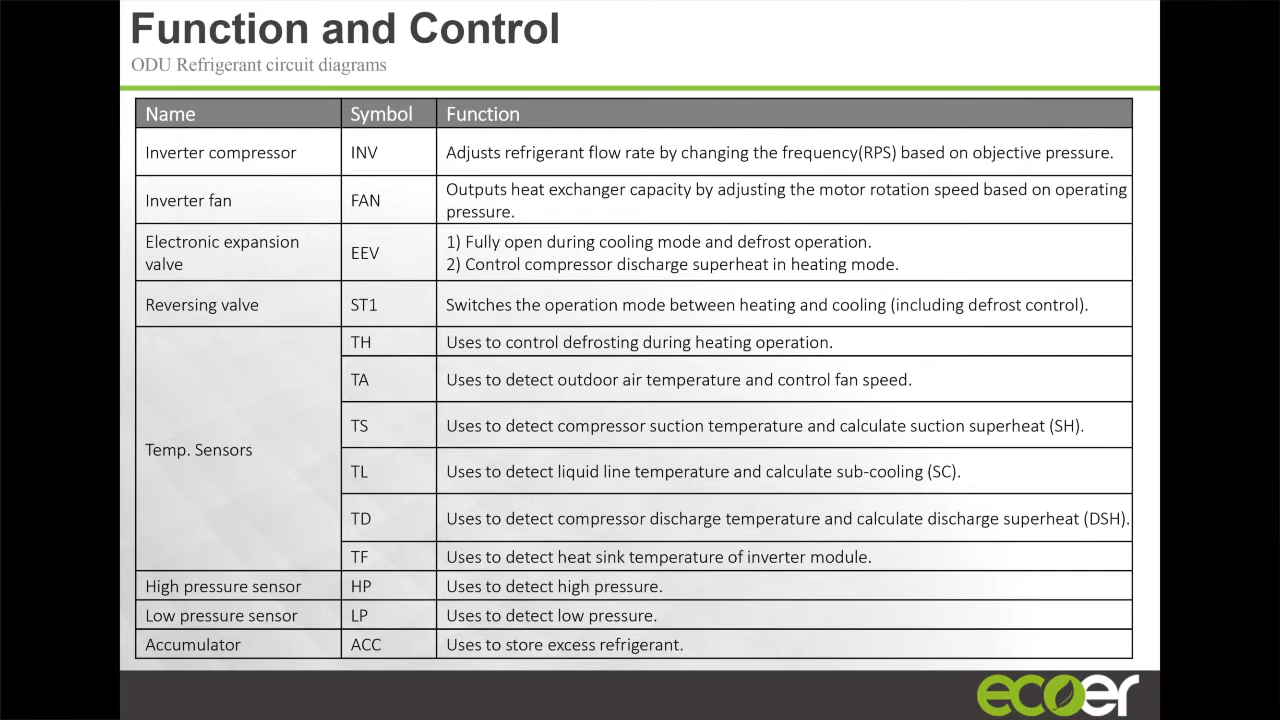 Function and Control
ODU Refrigerant circuit diagrams
Name Symbol Function
Inverter compressor INV Adjusts refrigerant flow rate by changing the frequency(RPS) based on objective pressure.
Inverter fan FAN Outputs heat exchanger capacity by adjusting the motor rotation speed based on operating
pressure.
Electronic expansion
valve
EEV
1) Fully open during cooling mode and defrost operation.
2) Control compressor discharge superheat in heating mode.
Reversing valve ST1 Switches the operation mode between heating and cooling (including defrost control).
Temp. Sensors
TH Uses to control defrosting during heating operation.
TA Uses to detect outdoor air temperature and control fan speed.
TS Uses to detect compressor suction temperature and calculate suction superheat (SH).
TL Uses to detect liquid line temperature and calculate sub-cooling (SC).
TD Uses to detect compressor discharge temperature and calculate discharge superheat (DSH).
TF Uses to detect heat sink temperature of inverter module.
High pressure sensor HP Uses to detect high pressure.
Low pressure sensor LP Uses to detect low pressure.
Accumulator ACC Uses to store excess refrigerant.
ecoer